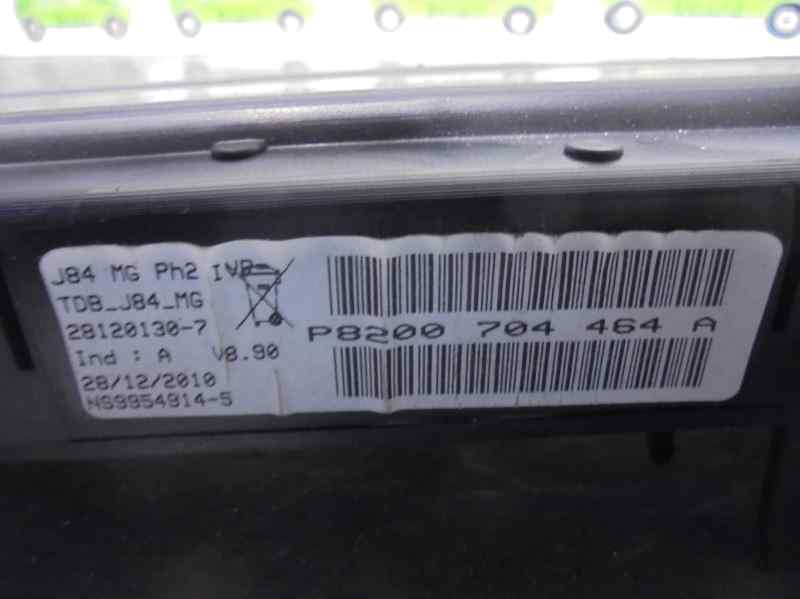 J84 MG Ph2 IVP
TDB_J84_MG
28120130-7
Ind : A V8.90
28/12/2010
NS9954914-5
P8200 704 464 A